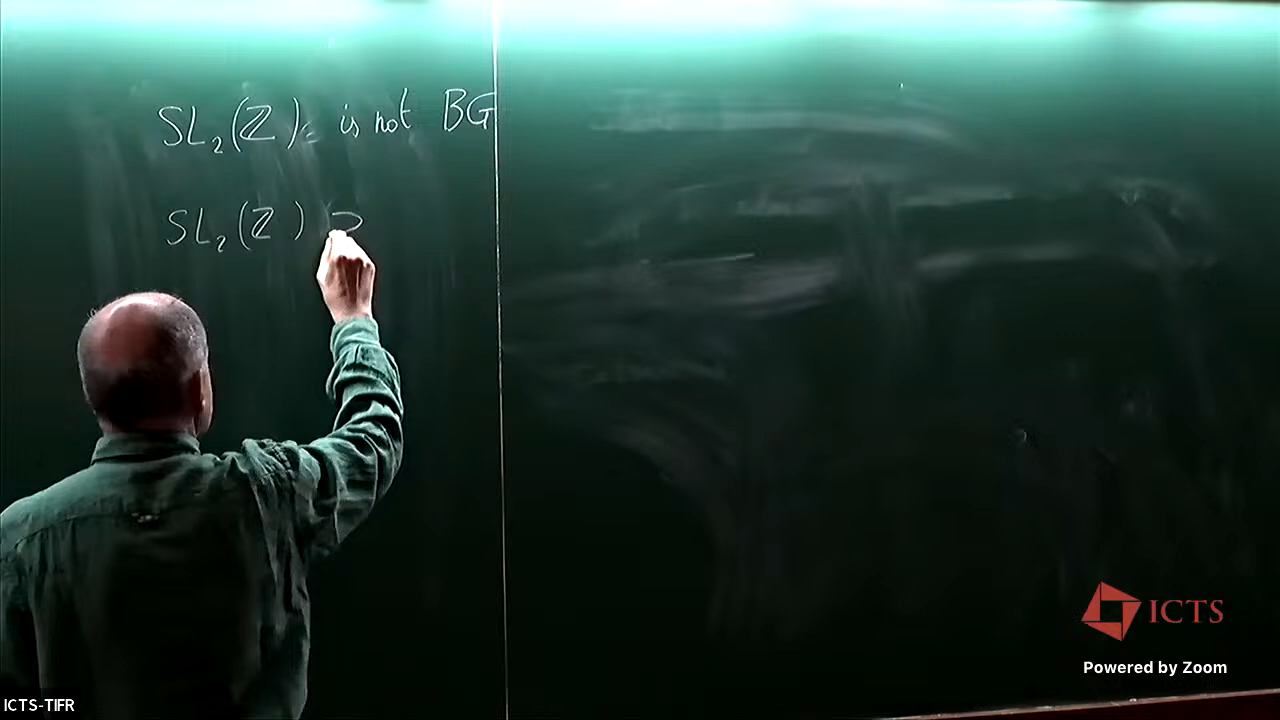 SL₂(ℤ) is not BG
SL₂(ℤ) ⊃
ICTS
Powered by Zoom
ICTS-TIFR